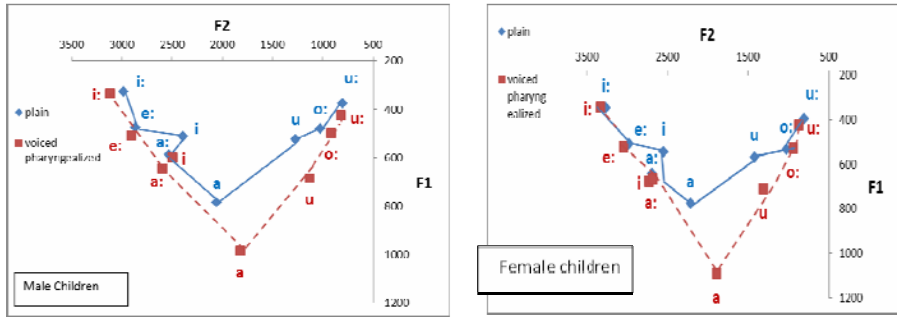 F2
3500 3000 2500 2000 1500 1000 500
200
400
600
800
1000
1200
F1
plain
voiced
pharyngealized
i:
e:
i
a:
a
u
o:
u:
i:
e:
i
a:
a
u
o:
u:
Male Children
F2
3500 2500 1500 500
200
400
600
800
1000
1200
F1
plain
voiced
pharyng
ealized
i:
e:
i
a:
a
u
o:
u:
i:
e:
i
a:
a
u
o:
u:
Female children